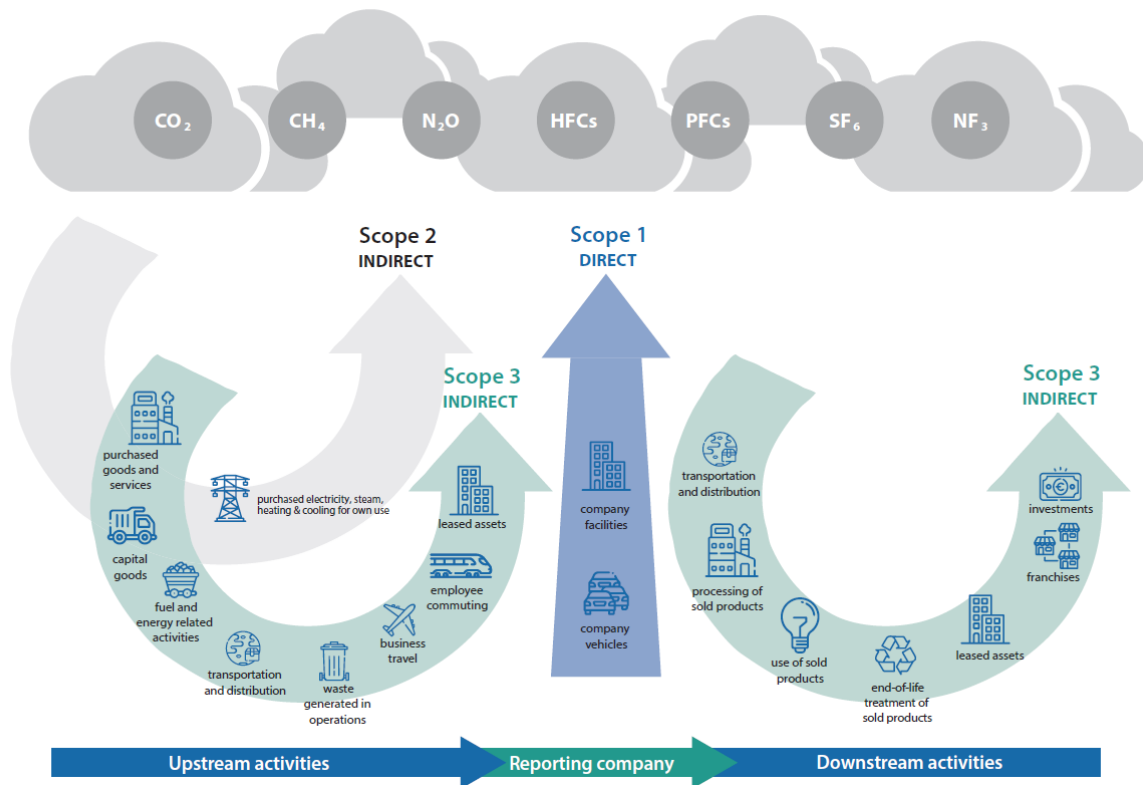 CO₂
CH₄
N₂O
HFCs
PFCs
SF₆
NF₃
Scope 2
INDIRECT
Scope 1
DIRECT
Scope 3
INDIRECT
Scope 3
INDIRECT
purchased
goods and
services
capital
goods
fuel and
energy related
activities
transportation
and distribution
waste
generated in
operations
business
travel
employee
commuting
leased assets
purchased electricity, steam,
heating & cooling for own use
company
facilities
company
vehicles
transportation
and distribution
processing of
sold products
use of sold
products
end-of-life
treatment of
sold products
leased assets
franchises
investments
Upstream activities
Reporting company
Downstream activities